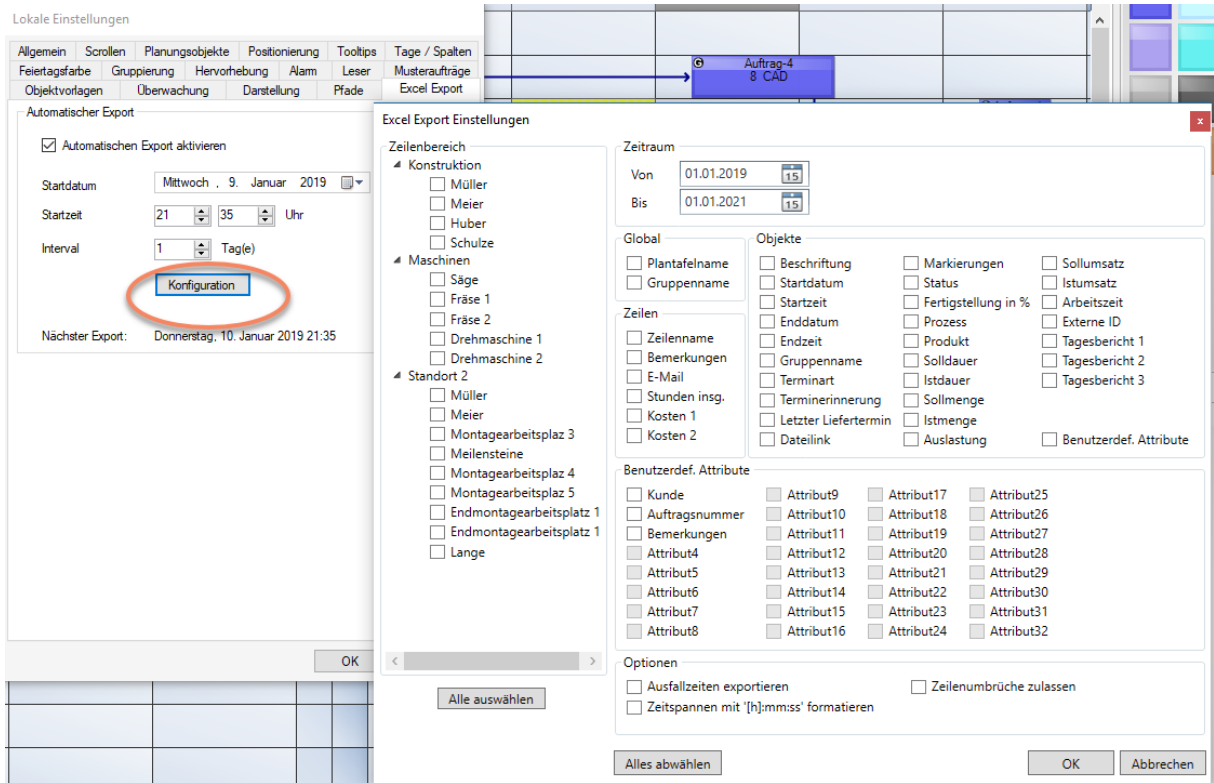 Lokale Einstellungen
Allgemein Scrollen Planungsobjekte Positionierung Tooltips Tage / Spalten
Feiertagsfarbe Gruppierung Hervorhebung Alarm Leser Musteraufträge
Objektvorlagen Überwachung Darstellung Pfade Excel Export
Automatischer Export
Automatischen Export aktivieren
Startdatum Mittwoch , 9. Januar 2019
Startzeit 21 35 Uhr
Interval 1 Tag(e)
Konfiguration
Nächster Export: Donnerstag, 10. Januar 2019 21:35
OK
G Auftrag-4
8 CAD
Excel Export Einstellungen
x
Zeilenbereich
Konstruktion
Müller
Meier
Huber
Schulze
Maschinen
Säge
Fräse 1
Fräse 2
Drehmaschine 1
Drehmaschine 2
Standort 2
Müller
Meier
Montagearbeitsplaz 3
Meilensteine
Montagearbeitsplaz 4
Montagearbeitsplaz 5
Endmontagearbeitsplatz 1
Endmontagearbeitsplatz 1
Lange
Alle auswählen
Zeitraum
Von 01.01.2019 15
Bis 01.01.2021 15
Global
Plantafelname
Gruppenname
Zeilen
Zeilenname
Bemerkungen
E-Mail
Stunden insg.
Kosten 1
Kosten 2
Objekte
Beschriftung Markierungen Sollumsatz
Startdatum Status Istumsatz
Startzeit Fertigstellung in % Arbeitszeit
Enddatum Prozess Externe ID
Endzeit Produkt Tagesbericht 1
Gruppenname Solldauer Tagesbericht 2
Terminart Istdauer Tagesbericht 3
Terminerinnerung Sollmenge
Letzter Liefertermin Istmenge
Dateilink Auslastung Benutzerdef. Attribute
Benutzerdef. Attribute
Kunde Attribut9 Attribut17 Attribut25
Auftragsnummer Attribut10 Attribut18 Attribut26
Bemerkungen Attribut11 Attribut19 Attribut27
Attribut4 Attribut12 Attribut20 Attribut28
Attribut5 Attribut13 Attribut21 Attribut29
Attribut6 Attribut14 Attribut22 Attribut30
Attribut7 Attribut15 Attribut23 Attribut31
Attribut8 Attribut16 Attribut24 Attribut32
Optionen
Ausfallzeiten exportieren Zeilenumbrüche zulassen
Zeitspannen mit '[h]:mm:ss' formatieren
Alles abwählen OK Abbrechen